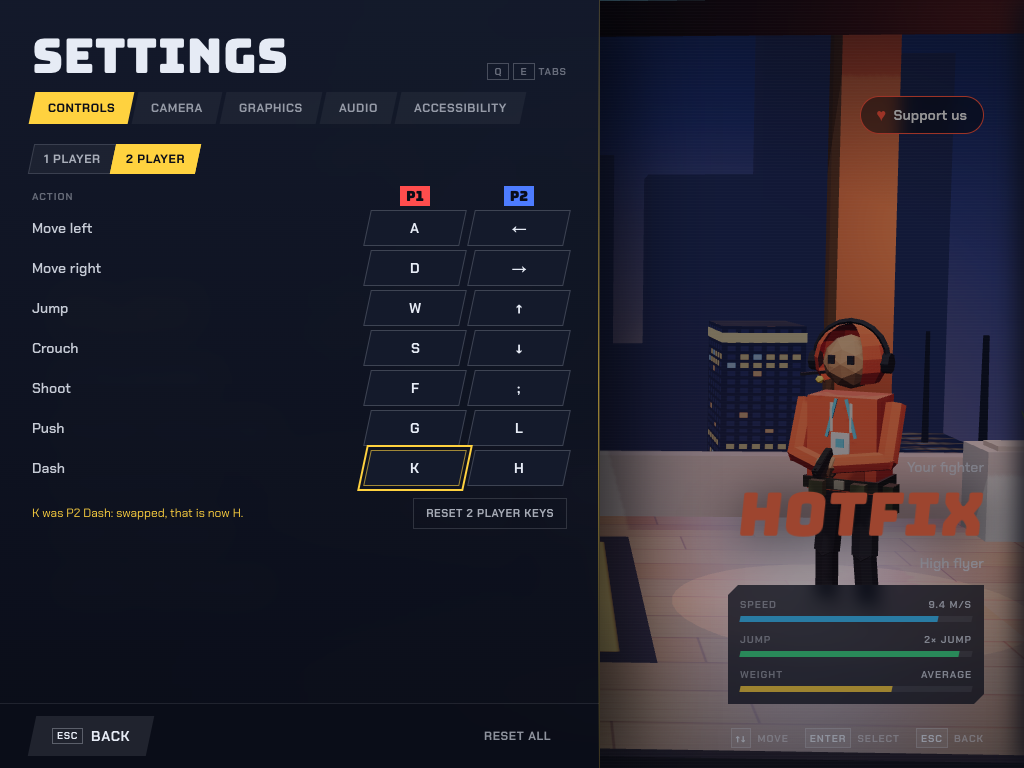 SETTINGS
Q E TABS
CONTROLS CAMERA GRAPHICS AUDIO ACCESSIBILITY
♥ Support us
1 PLAYER 2 PLAYER
ACTION P1 P2
Move left A ←
Move right D →
Jump W ↑
Crouch S ↓
Shoot F ;
Push G L
Dash K H
K was P2 Dash: swapped, that is now H. RESET 2 PLAYER KEYS
Your fighter
HOTFIX
High flyer
SPEED 9.4 M/S
JUMP 2× JUMP
WEIGHT AVERAGE
ESC BACK RESET ALL
↑↓ MOVE ENTER SELECT ESC BACK